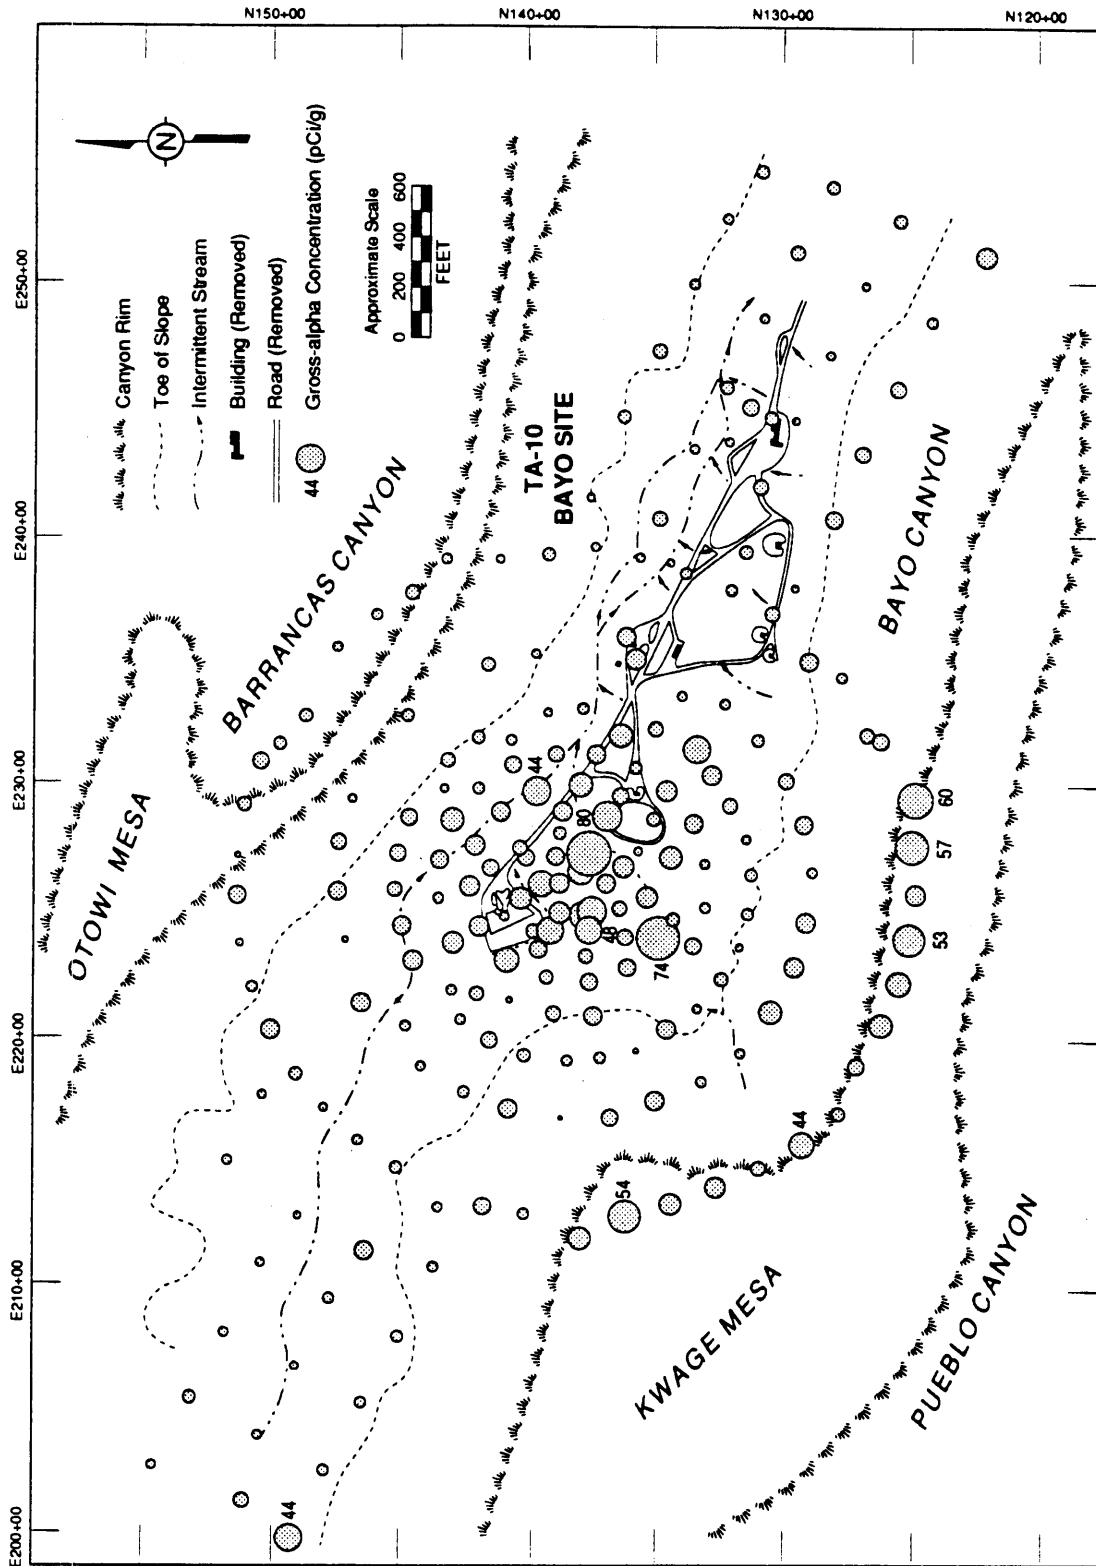 N150+00
N140+00
N130+00
N120+00
E250+00
E240+00
E230+00
E220+00
E210+00
E200+00
Canyon Rim
Toe of Slope
Intermittent Stream
Building (Removed)
Road (Removed)
44
Gross-alpha Concentration (pCi/g)
Approximate Scale
0 200 400 600
FEET
N
OTOWI MESA
BARRANCAS CANYON
TA-10
BAYO SITE
BAYO CANYON
KWAGE MESA
PUEBLO CANYON
44
80
48
74
60
57
53
44
54
44